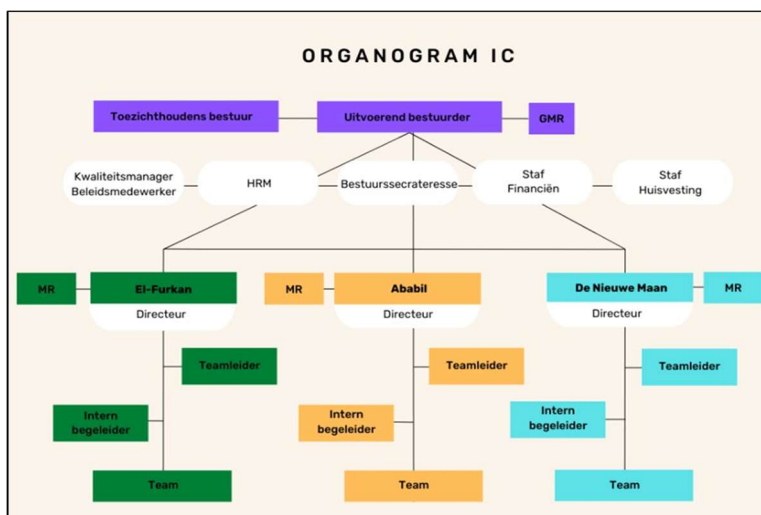 ORGANOGRAM IC
Toezichthoudens bestuur
Uitvoerend bestuurder
GMR
Kwaliteitsmanager
Beleidsmedewerker
HRM
Bestuurssecrateresse
Staf
Financiën
Staf
Huisvesting
MR
El-Furkan
Directeur
MR
Ababil
Directeur
De Nieuwe Maan
MR
Directeur
Teamleider
Teamleider
Teamleider
Intern
begeleider
Intern
begeleider
Intern
begeleider
Team
Team
Team